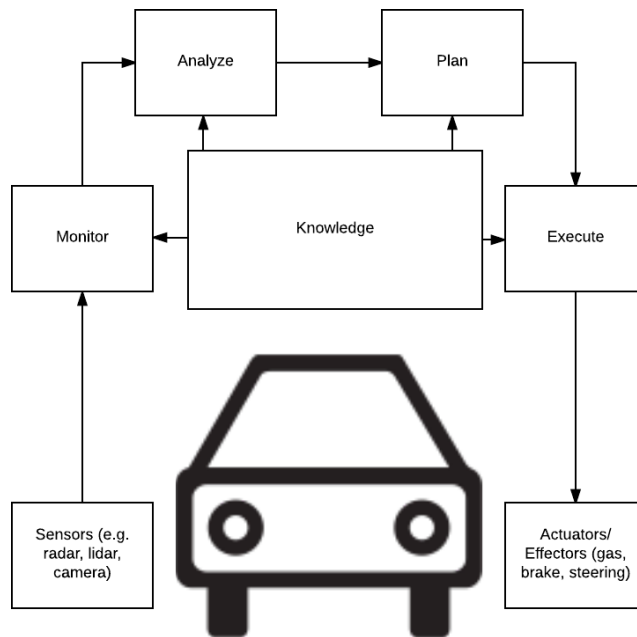 Analyze
Plan
Knowledge
Monitor
Execute
Sensors (e.g.
radar, lidar,
camera)
Actuators/
Effectors (gas,
brake, steering)